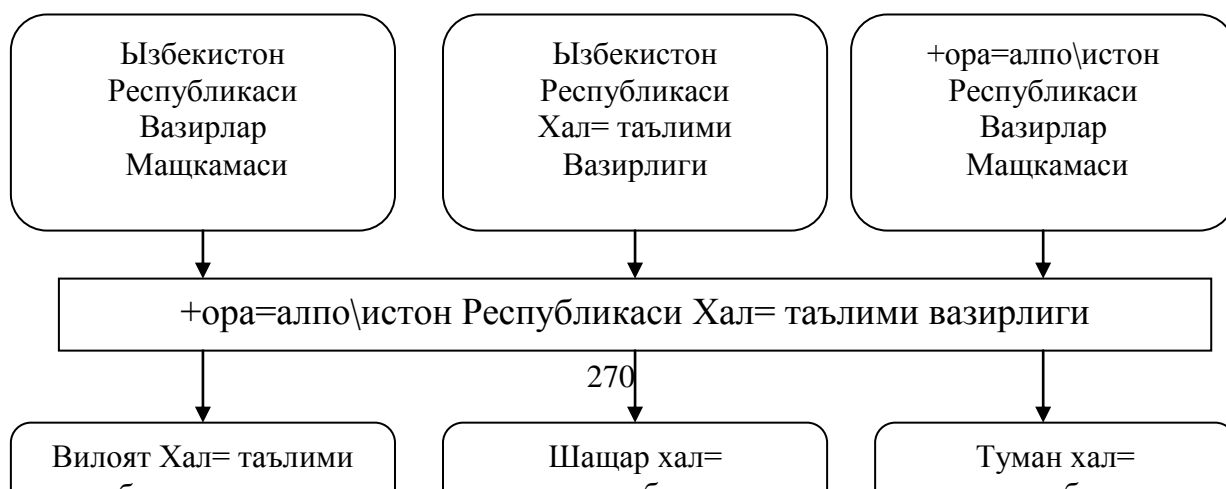 Ызбекистон
Республикаси
Вазирлар
Мащкамаси
Ызбекистон
Республикаси
Хал= таълими
Вазирлиги
+ора=алпо\истон
Республикаси
Вазирлар
Мащкамаси
+ора=алпо\истон Республикаси Хал= таълими вазирлиги
270
Вилоят Хал= таълими
Шащар хал=
Туман хал=